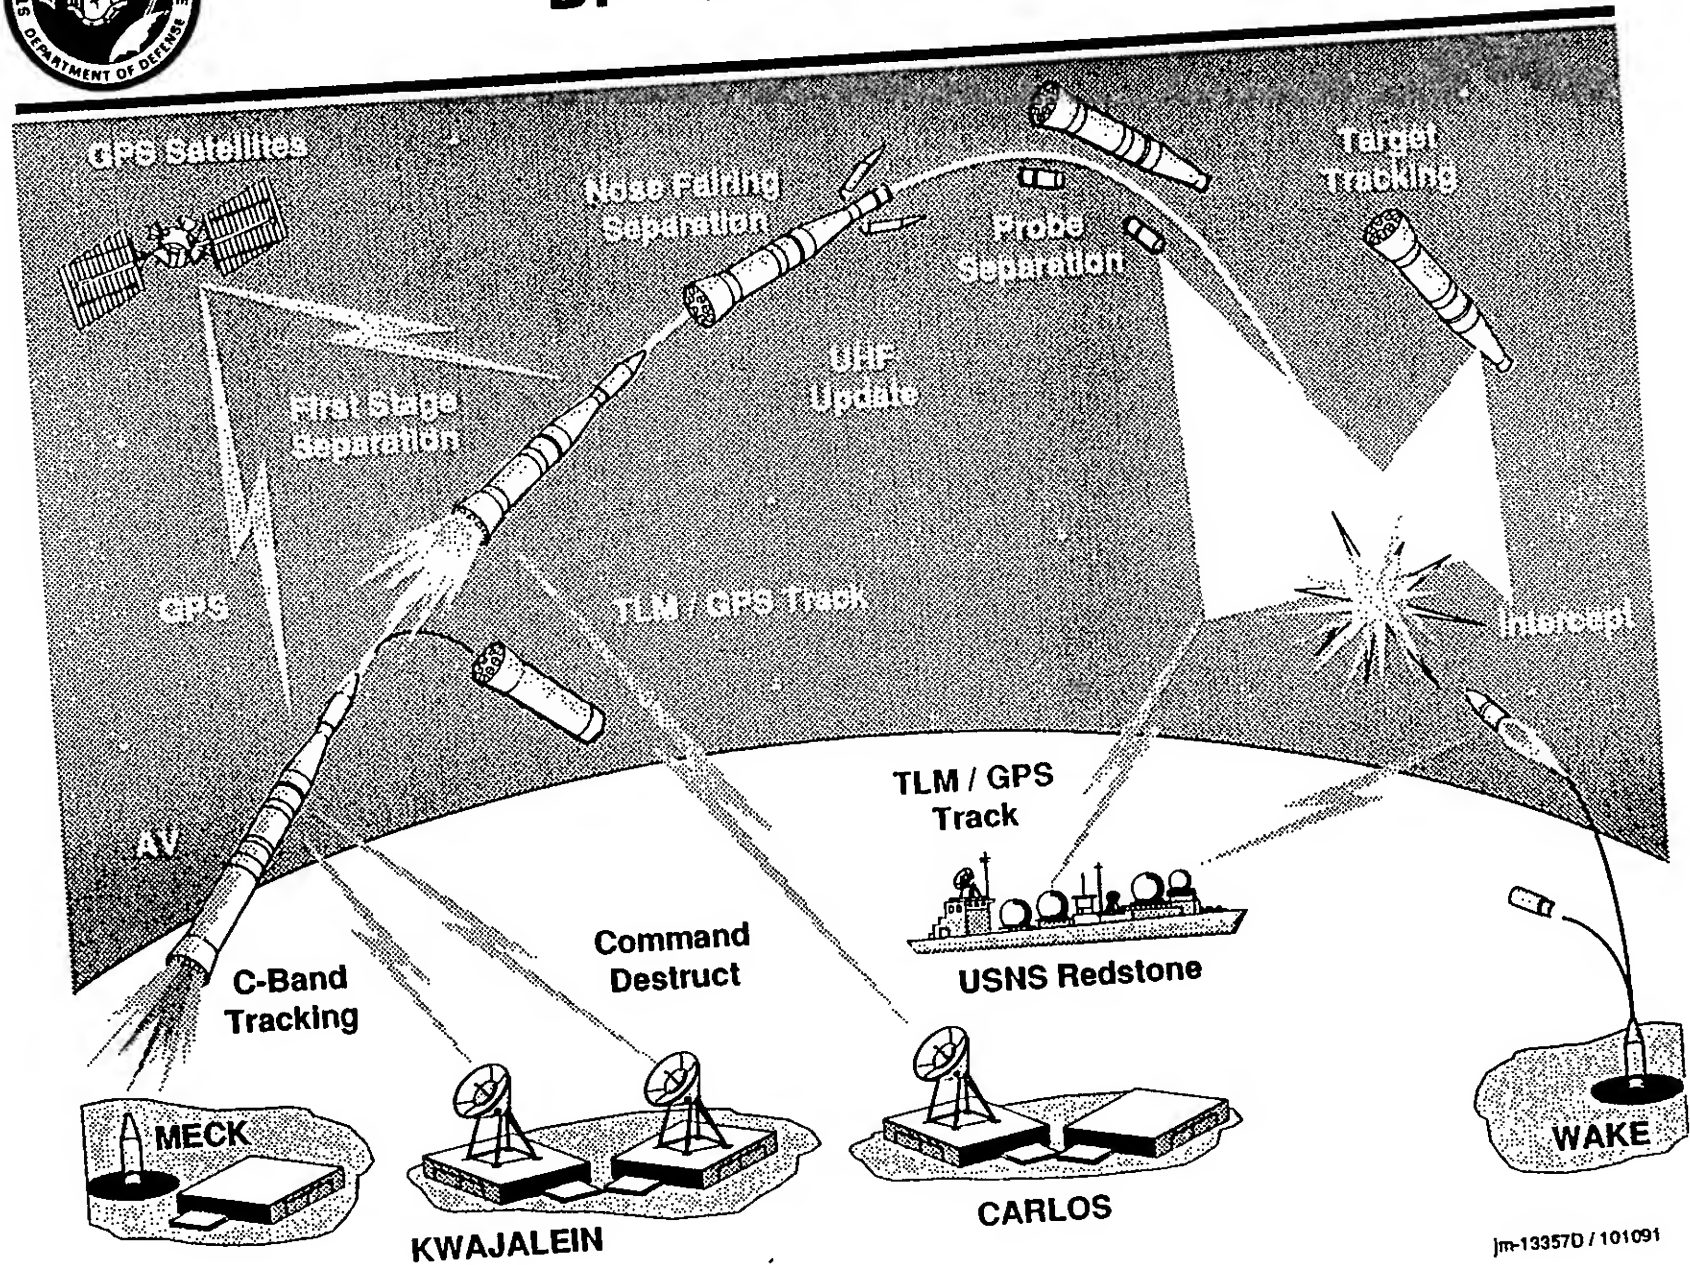 DEPARTMENT OF DEFENSE
GPS Satellites
Nose Fairing
Separation
Probe
Separation
Target
Tracking
First Stage
Separation
UHF
Update
GPS
TLM / GPS Track
Intercept
AV
TLM / GPS
Track
C-Band
Tracking
Command
Destruct
USNS Redstone
MECK
KWAJALEIN
CARLOS
WAKE
jm-13357D / 101091